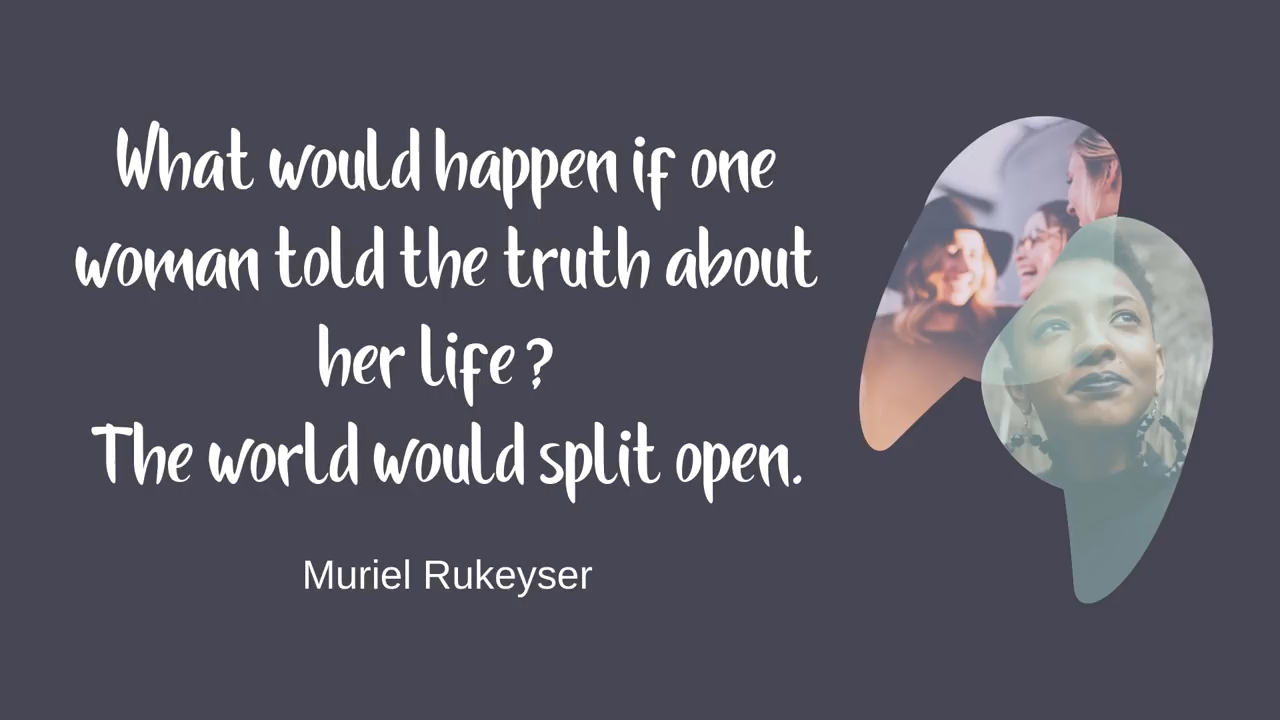 What would happen if one
woman told the truth about
her life ?
The world would split open.
Muriel Rukeyser